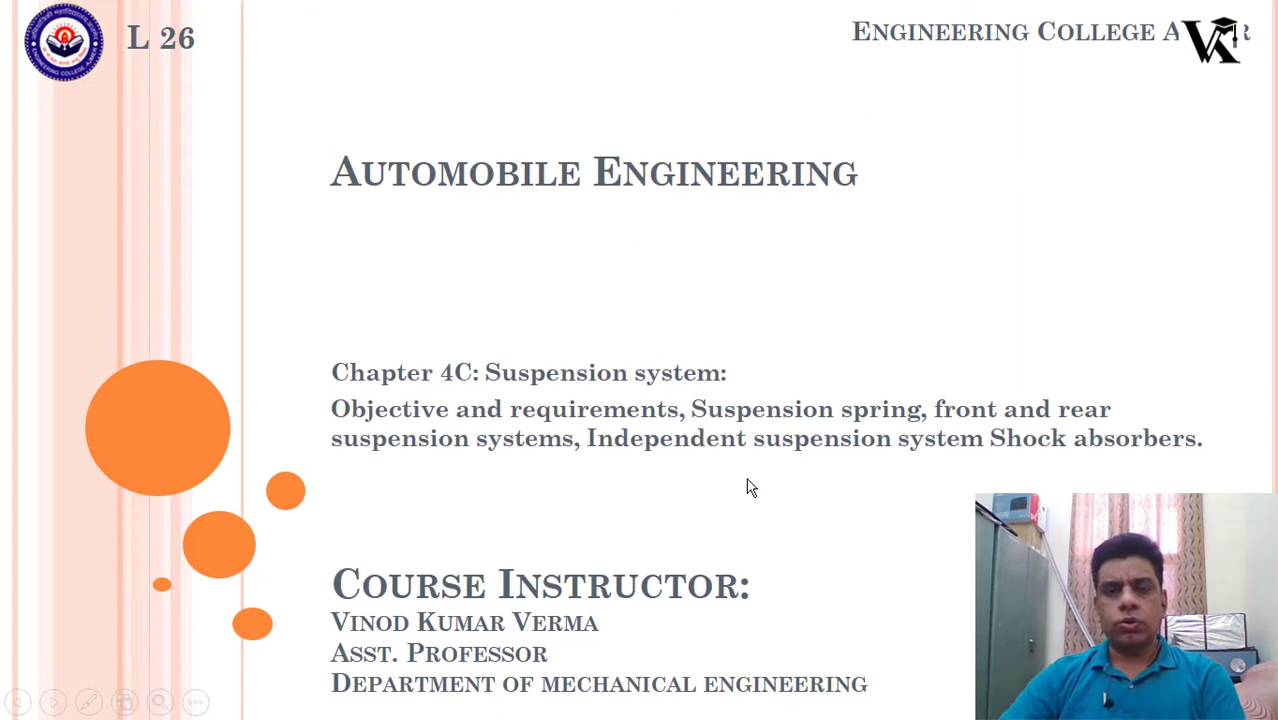 L 26
ENGINEERING COLLEGE
VK
AUTOMOBILE ENGINEERING
Chapter 4C: Suspension system:
Objective and requirements, Suspension spring, front and rear
suspension systems, Independent suspension system Shock absorbers.
COURSE INSTRUCTOR:
VINOD KUMAR VERMA
ASST. PROFESSOR
DEPARTMENT OF MECHANICAL ENGINEERING